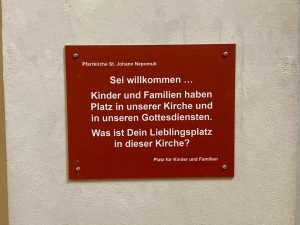 Pfarrkirche St. Johann Nepomuk
Sei willkommen ...
Kinder und Familien haben
Platz in unserer Kirche und
in unseren Gottesdiensten.
Was ist Dein Lieblingsplatz
in dieser Kirche?
Platz für Kinder und Familien